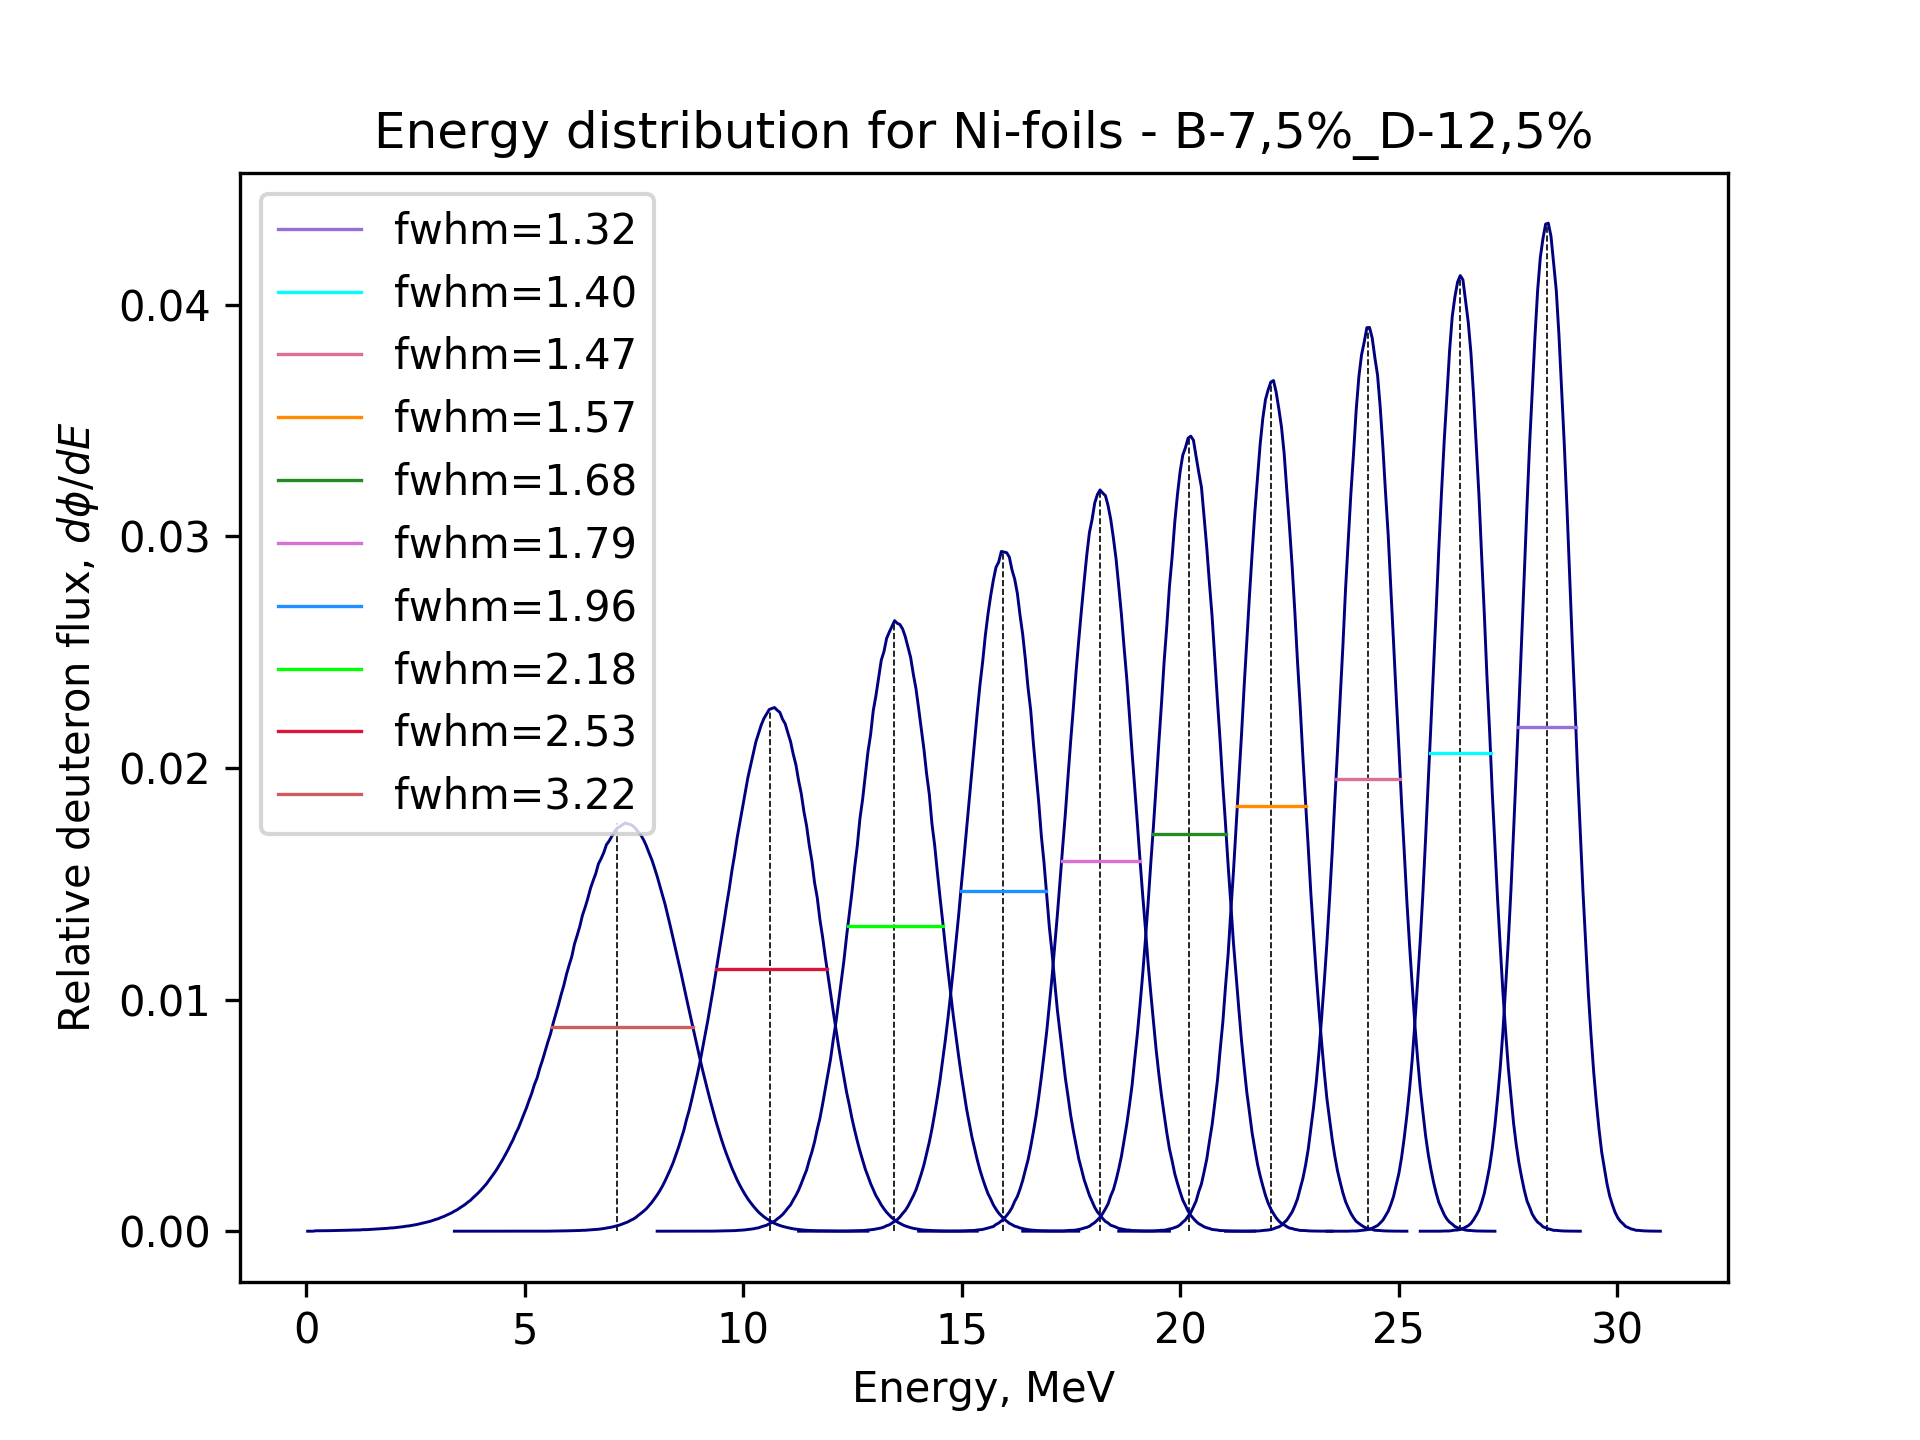 Energy distribution for Ni-foils - B-7,5%_D-12,5%
fwhm=1.32
fwhm=1.40
fwhm=1.47
fwhm=1.57
fwhm=1.68
fwhm=1.79
fwhm=1.96
fwhm=2.18
fwhm=2.53
fwhm=3.22
Relative deuteron flux, dϕ/dE
0.04
0.03
0.02
0.01
0.00
0 5 10 15 20 25 30
Energy, MeV